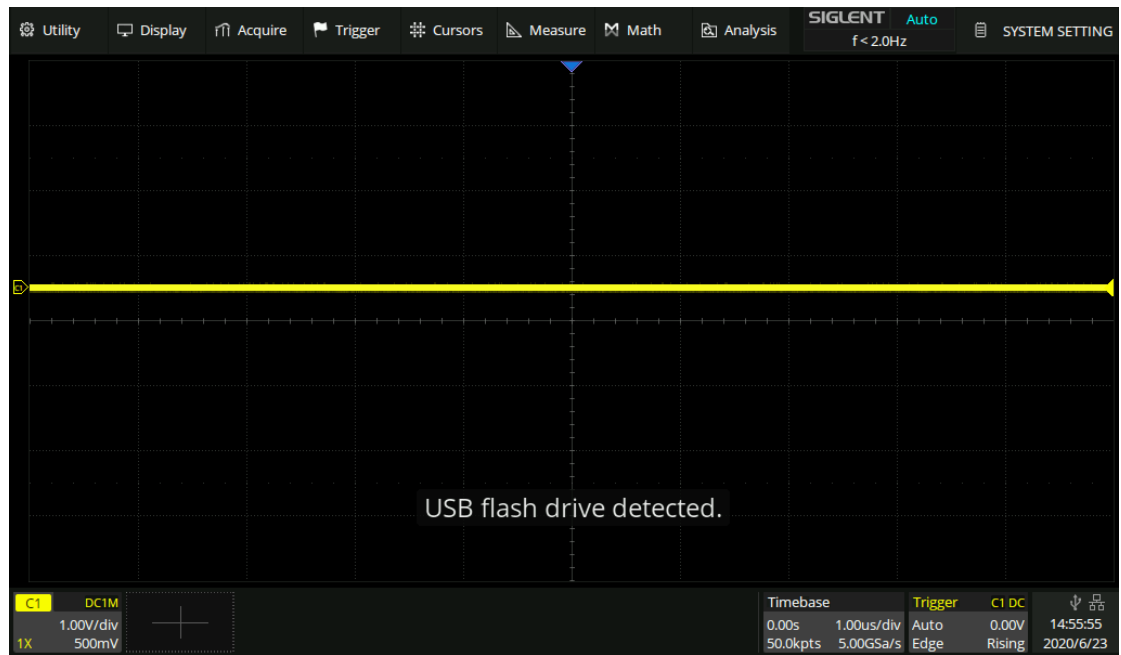 Utility Display Acquire Trigger Cursors Measure Math Analysis SIGLENT Auto SYSTEM SETTING
f < 2.0Hz
C1
USB flash drive detected.
C1 DC1M
1.00V/div
1X 500mV
Timebase
0.00s 1.00us/div
50.0kpts 5.00GSa/s
Trigger C1 DC
Auto 0.00V
Edge Rising
14:55:55
2020/6/23